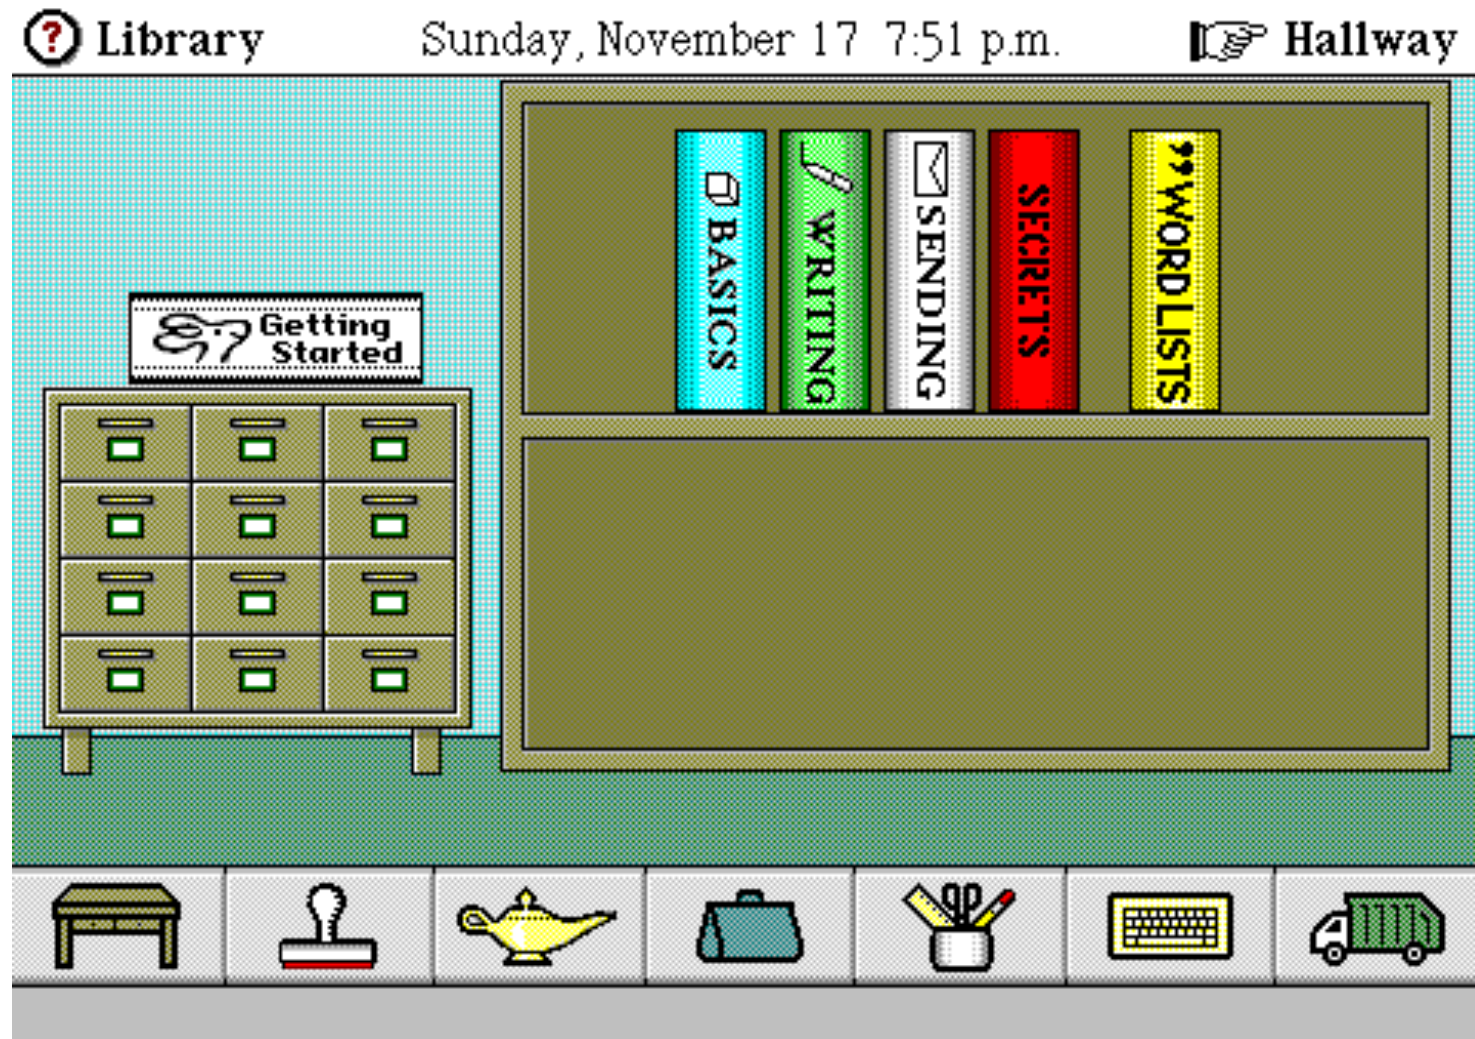 ? Library
Sunday, November 17 7:51 p.m.
Hallway
Getting
Started
BASICS
WRITING
SENDING
SECRETS
”WORD LISTS